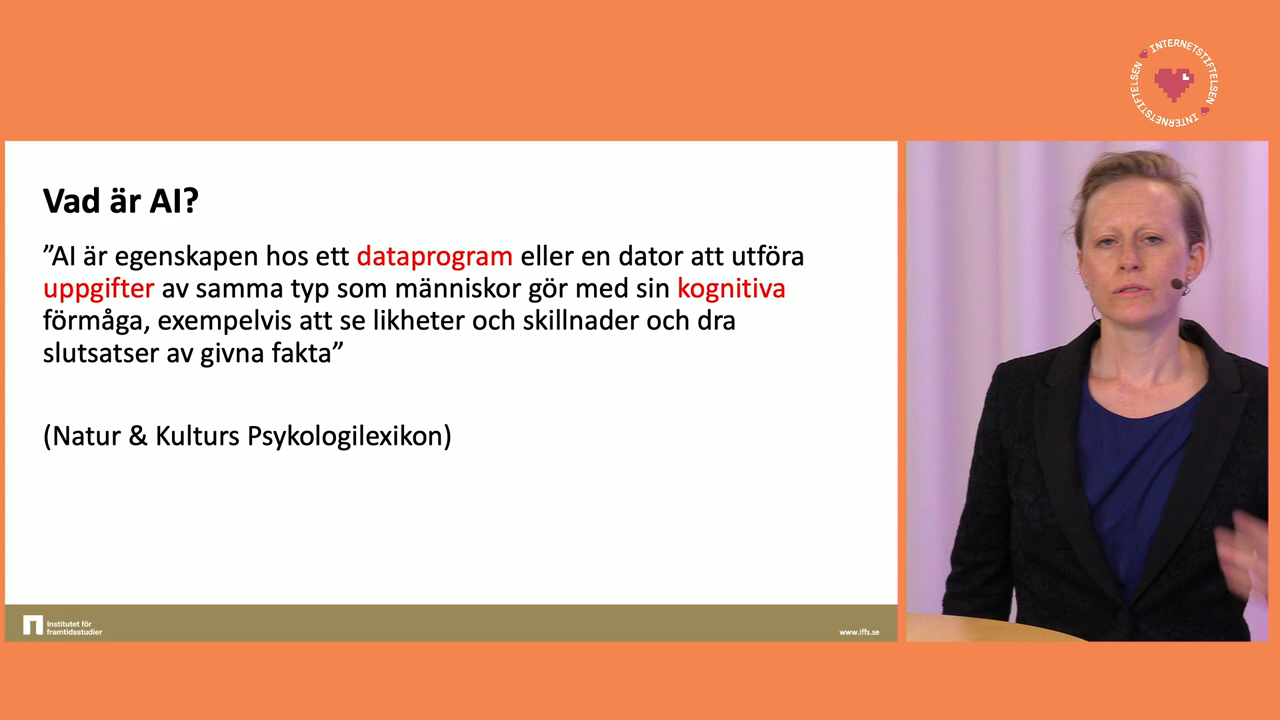 INTERNETSTIFTELSEN
INTERNETSTIFTELSEN
Vad är AI?
”AI är egenskapen hos ett dataprogram eller en dator att utföra
uppgifter av samma typ som människor gör med sin kognitiva
förmåga, exempelvis att se likheter och skillnader och dra
slutsatser av givna fakta”
(Natur & Kulturs Psykologilexikon)
Institutet för
framtidsstudier
www.iffs.se